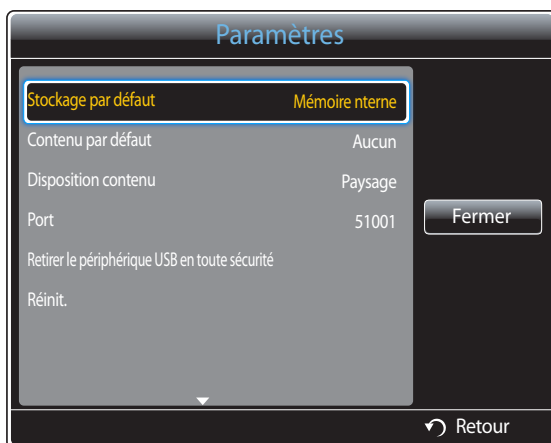 Paramètres
Stockage par défaut Mémoire nterne
Contenu par défaut Aucun
Disposition contenu Paysage
Port 51001
Retirer le périphérique USB en toute sécurité
Réinit.
Fermer
Retour